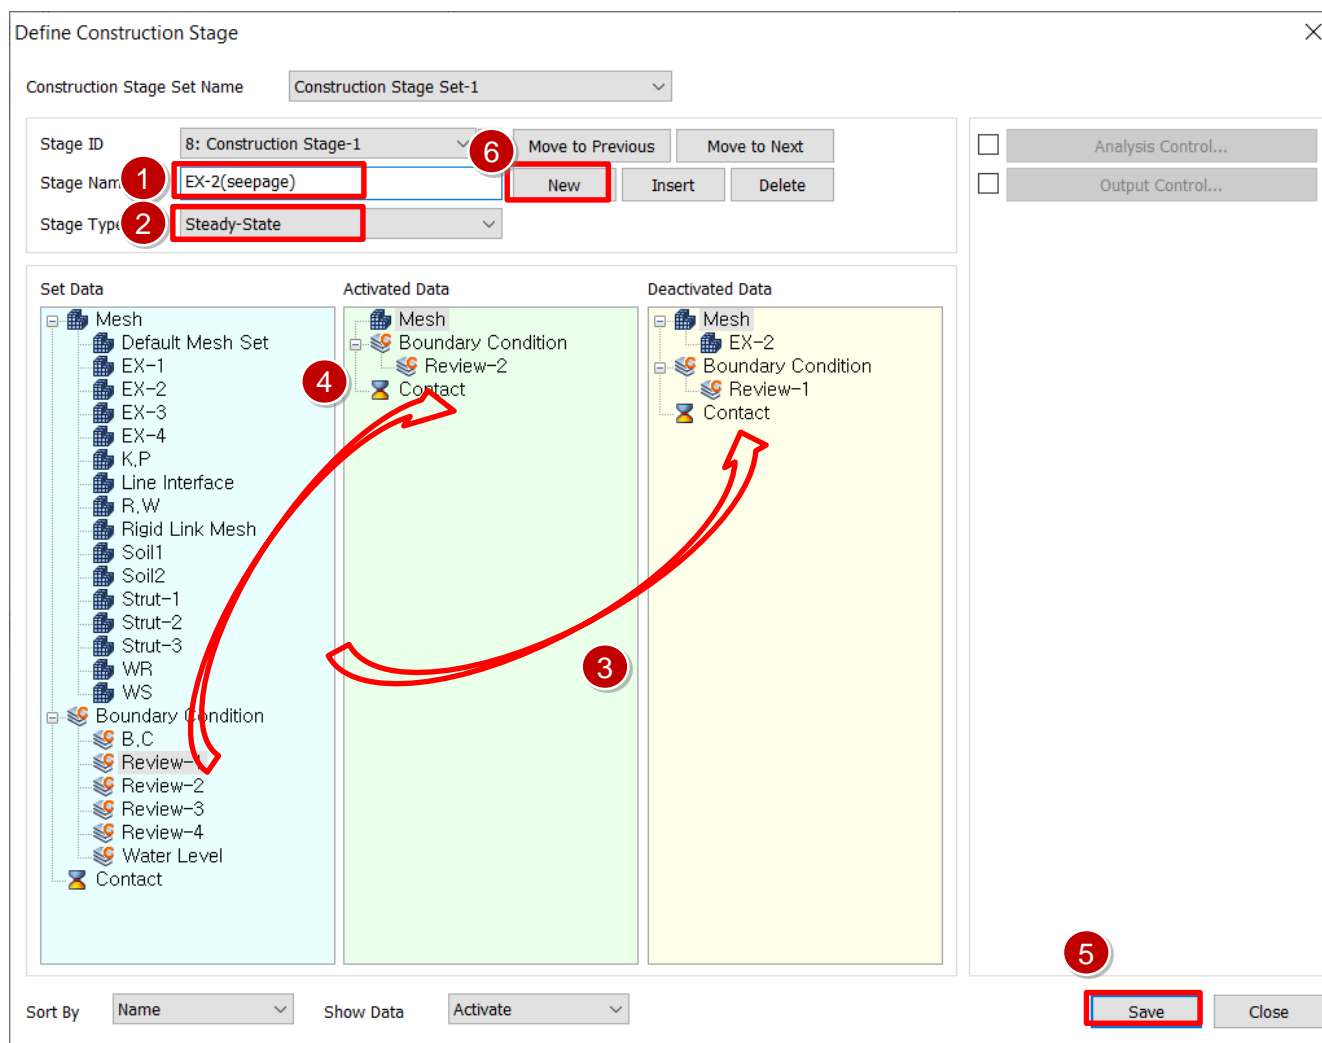 Define Construction Stage
Construction Stage Set Name Construction Stage Set-1
Stage ID 8: Construction Stage-1 6 Move to Previous Move to Next Analysis Control...
Stage Nam 1 EX-2(seepage) New Insert Delete Output Control...
Stage Type 2 Steady-State
Set Data
Mesh
Default Mesh Set
EX-1
EX-2
EX-3
EX-4
K,P
Line Interface
R,W
Rigid Link Mesh
Soil1
Soil2
Strut-1
Strut-2
Strut-3
WR
WS
Boundary Condition
B,C
Review-1
Review-2
Review-3
Review-4
Water Level
Contact
Activated Data
Mesh
Boundary Condition
Review-2
4
Contact
Deactivated Data
Mesh
EX-2
Boundary Condition
Review-1
Contact
3
5
Sort By Name Show Data Activate Save Close